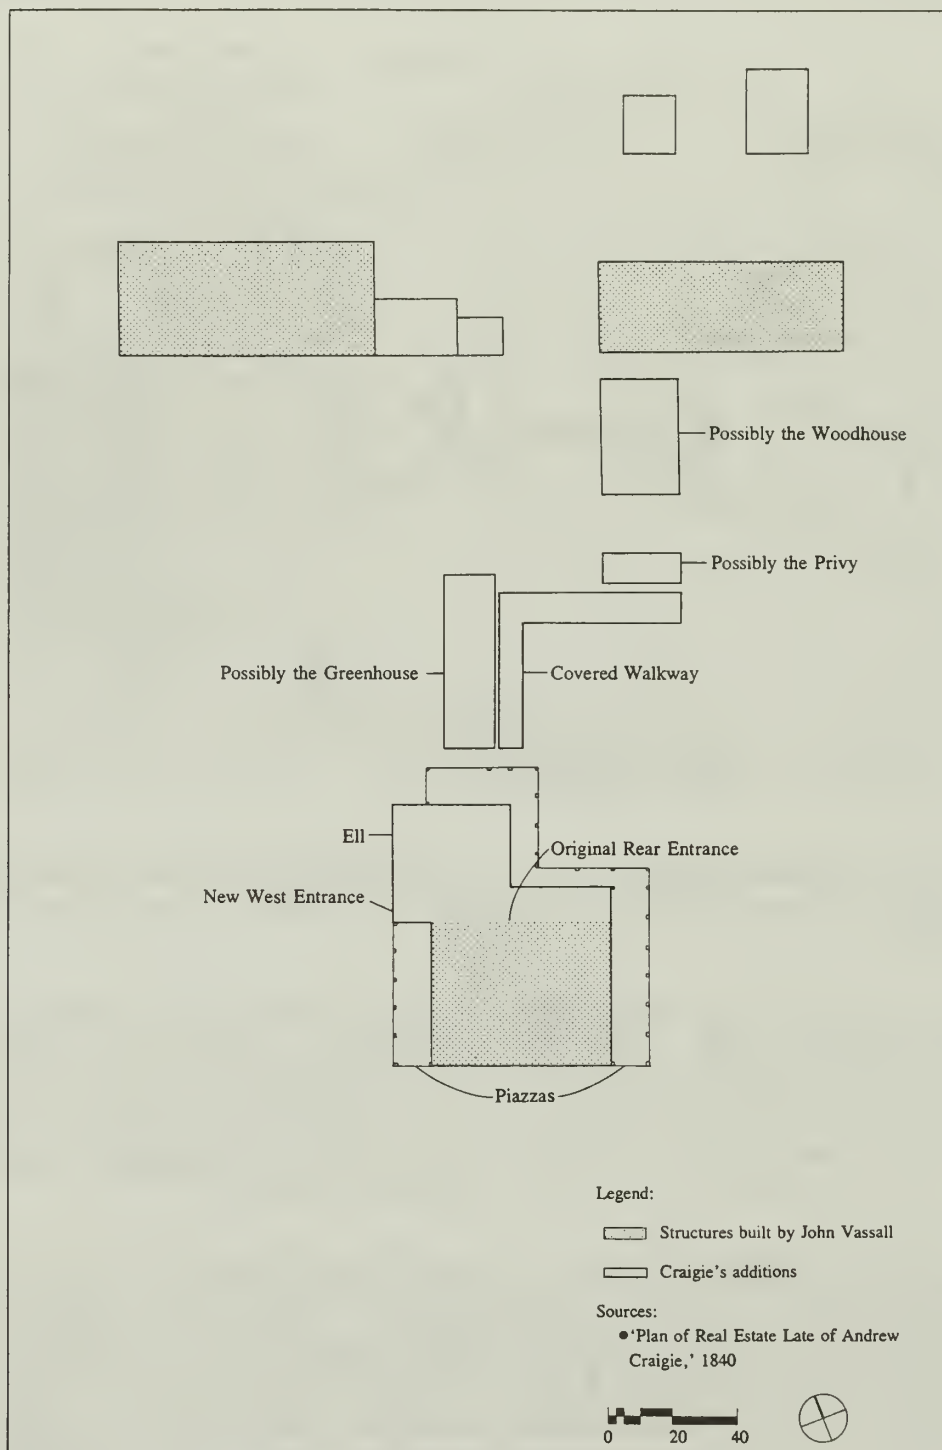 Possibly the Woodhouse
Possibly the Privy
Possibly the Greenhouse
Covered Walkway
Ell
Original Rear Entrance
New West Entrance
Piazzas
Legend:
Structures built by John Vassall
Craigie's additions
Sources:
●'Plan of Real Estate Late of Andrew
Craigie,' 1840
0 20 40